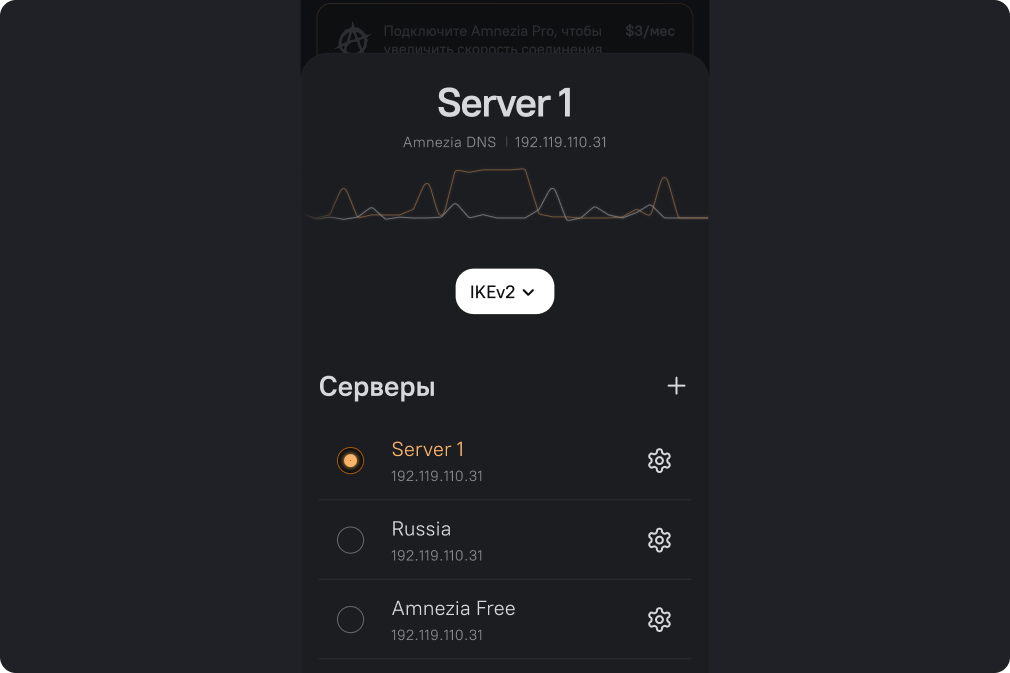 Подключите Amnezia Pro, чтобы $3/мес
увеличить скорость соединения
Server 1
Amnezia DNS | 192.119.110.31
IKEv2
Серверы
Server 1
192.119.110.31
Russia
192.119.110.31
Amnezia Free
192.119.110.31